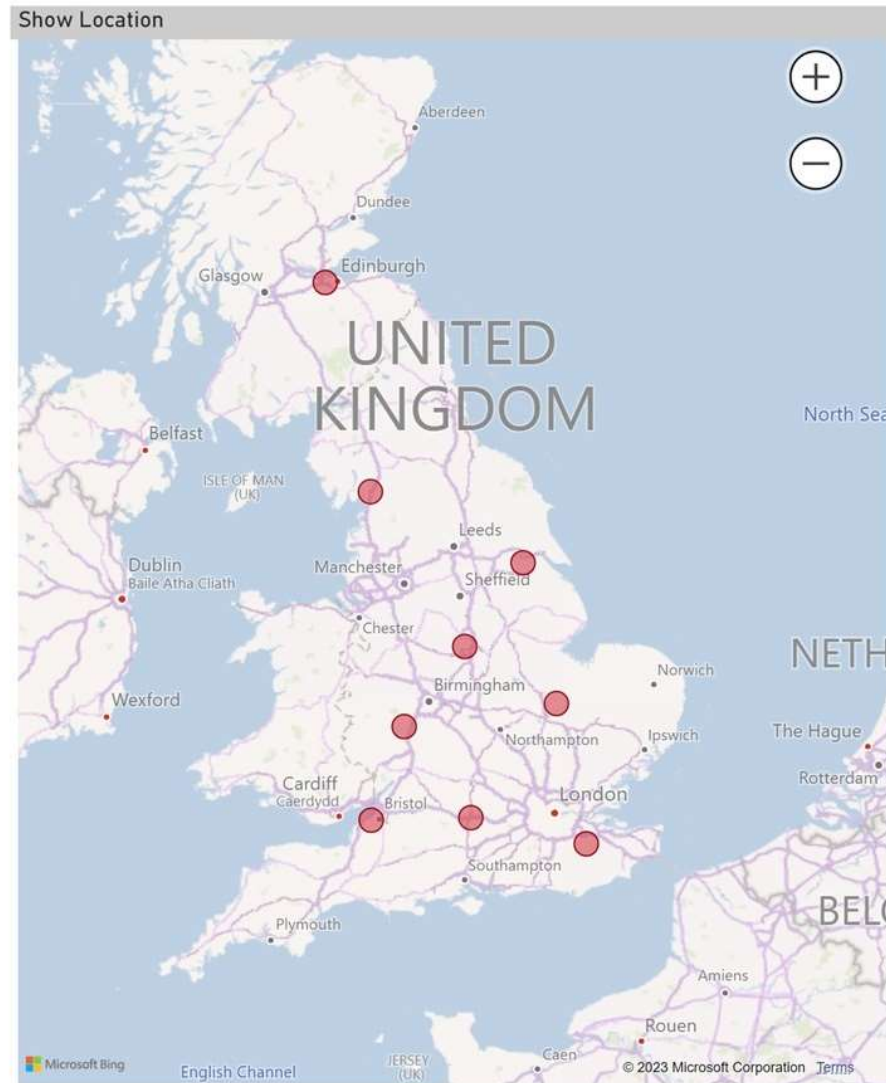 Show Location
Aberdeen
Dundee
Glasgow
Edinburgh
UNITED
KINGDOM
North Sea
Belfast
ISLE OF MAN
(UK)
Leeds
Dublin
Baile Atha Cliath
Manchester
Sheffield
Chester
NETH
Norwich
Birmingham
Wexford
The Hague
Northampton
Ipswich
Rotterdam
Cardiff
Caerdydd
Bristol
London
Southampton
BELG
Plymouth
Amiens
Rouen
Microsoft Bing
English Channel
JERSEY
(UK)
Caen
© 2023 Microsoft Corporation Terms